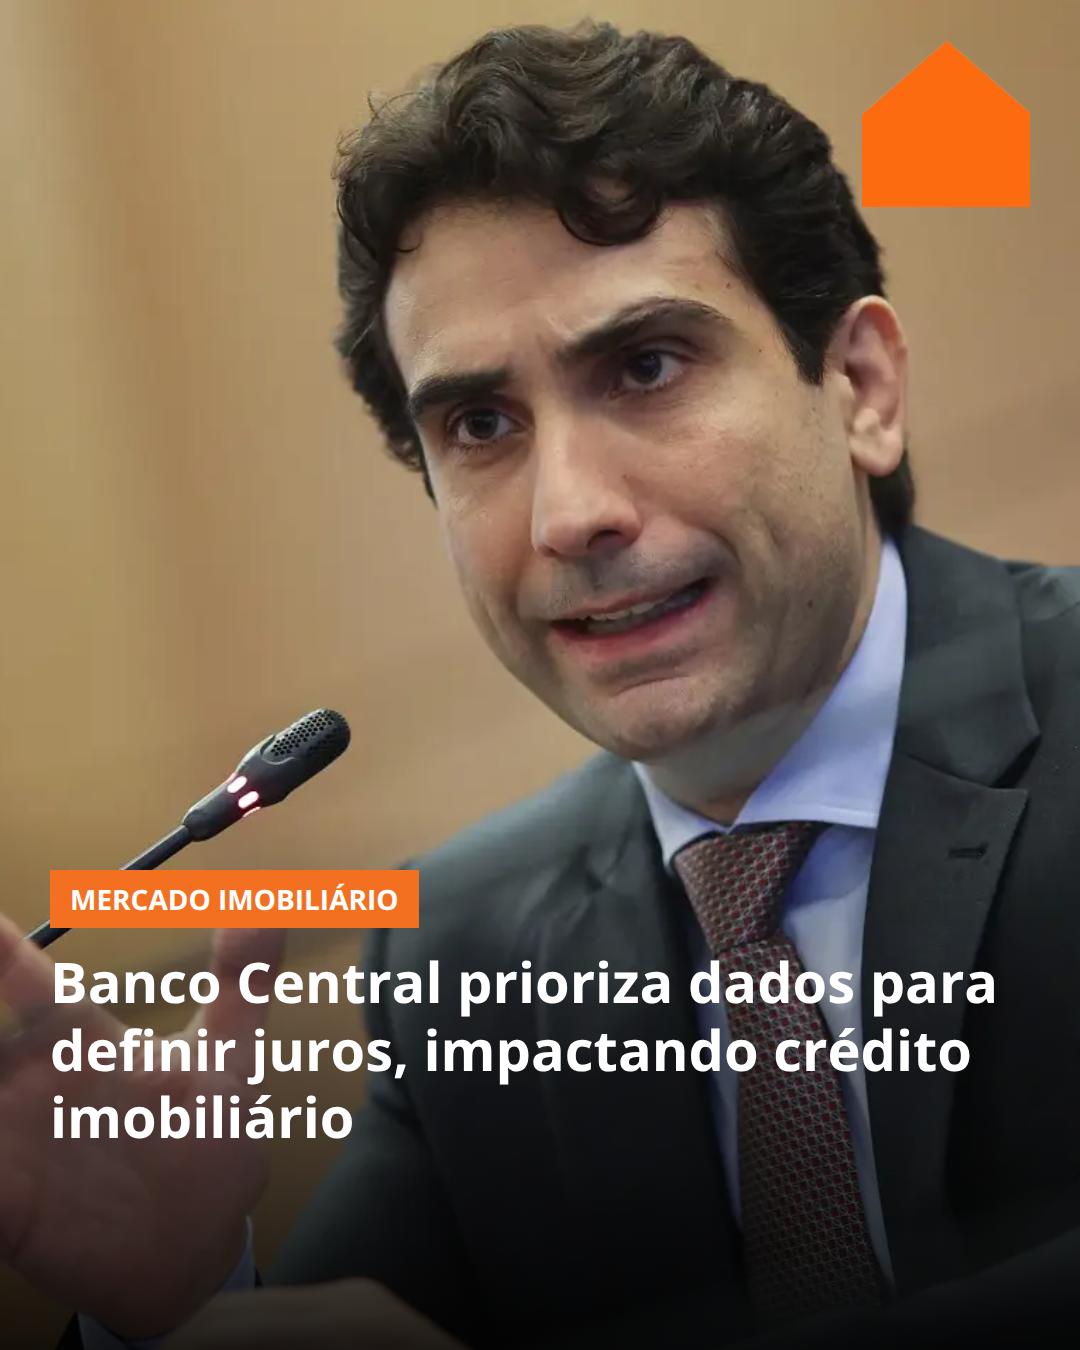 MERCADO IMOBILIÁRIO
Banco Central prioriza dados para
definir juros, impactando crédito
imobiliário